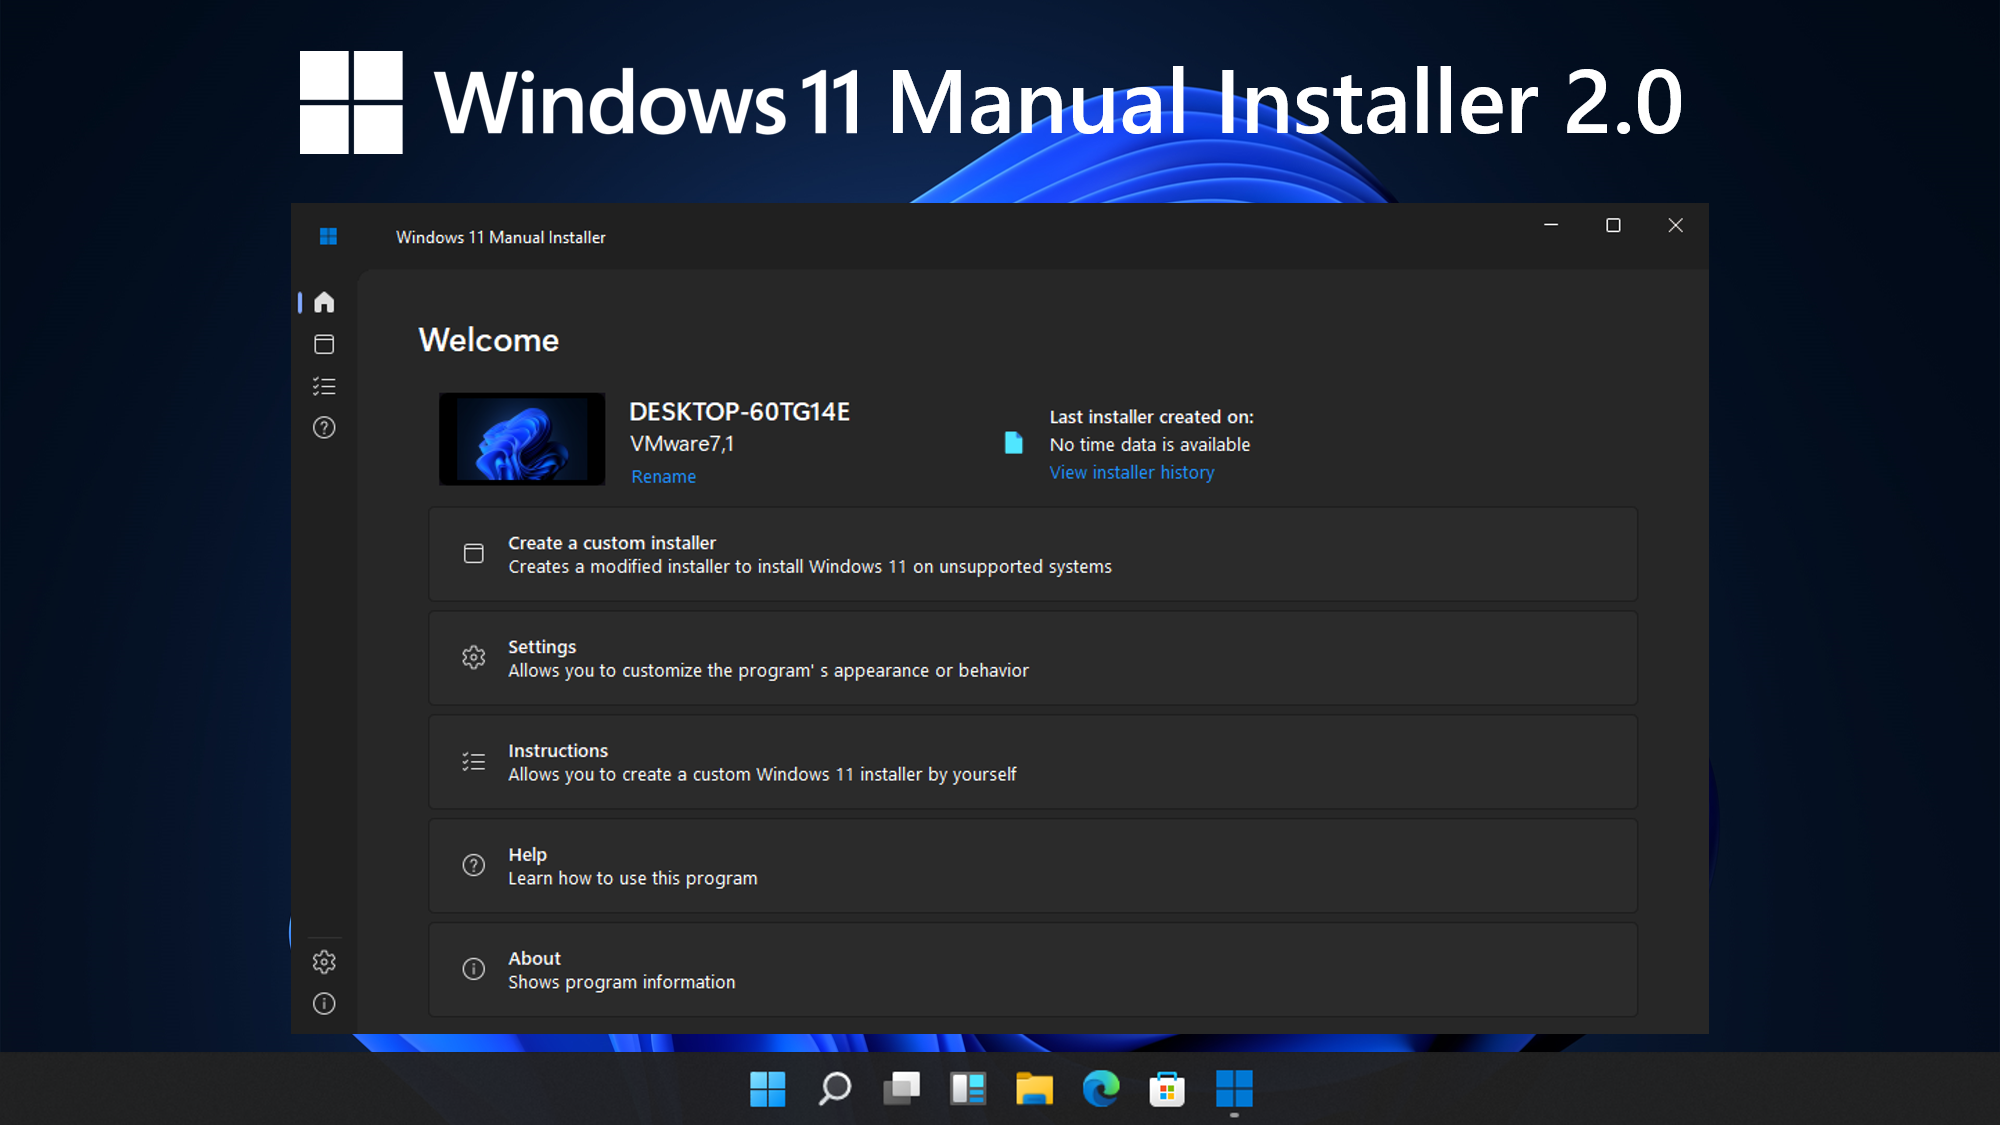 Windows 11 Manual Installer 2.0
Windows 11 Manual Installer
Welcome
DESKTOP-60TG14E
VMware7,1
Rename
Last installer created on:
No time data is available
View installer history
Create a custom installer
Creates a modified installer to install Windows 11 on unsupported systems
Settings
Allows you to customize the program' s appearance or behavior
Instructions
Allows you to create a custom Windows 11 installer by yourself
Help
Learn how to use this program
About
Shows program information